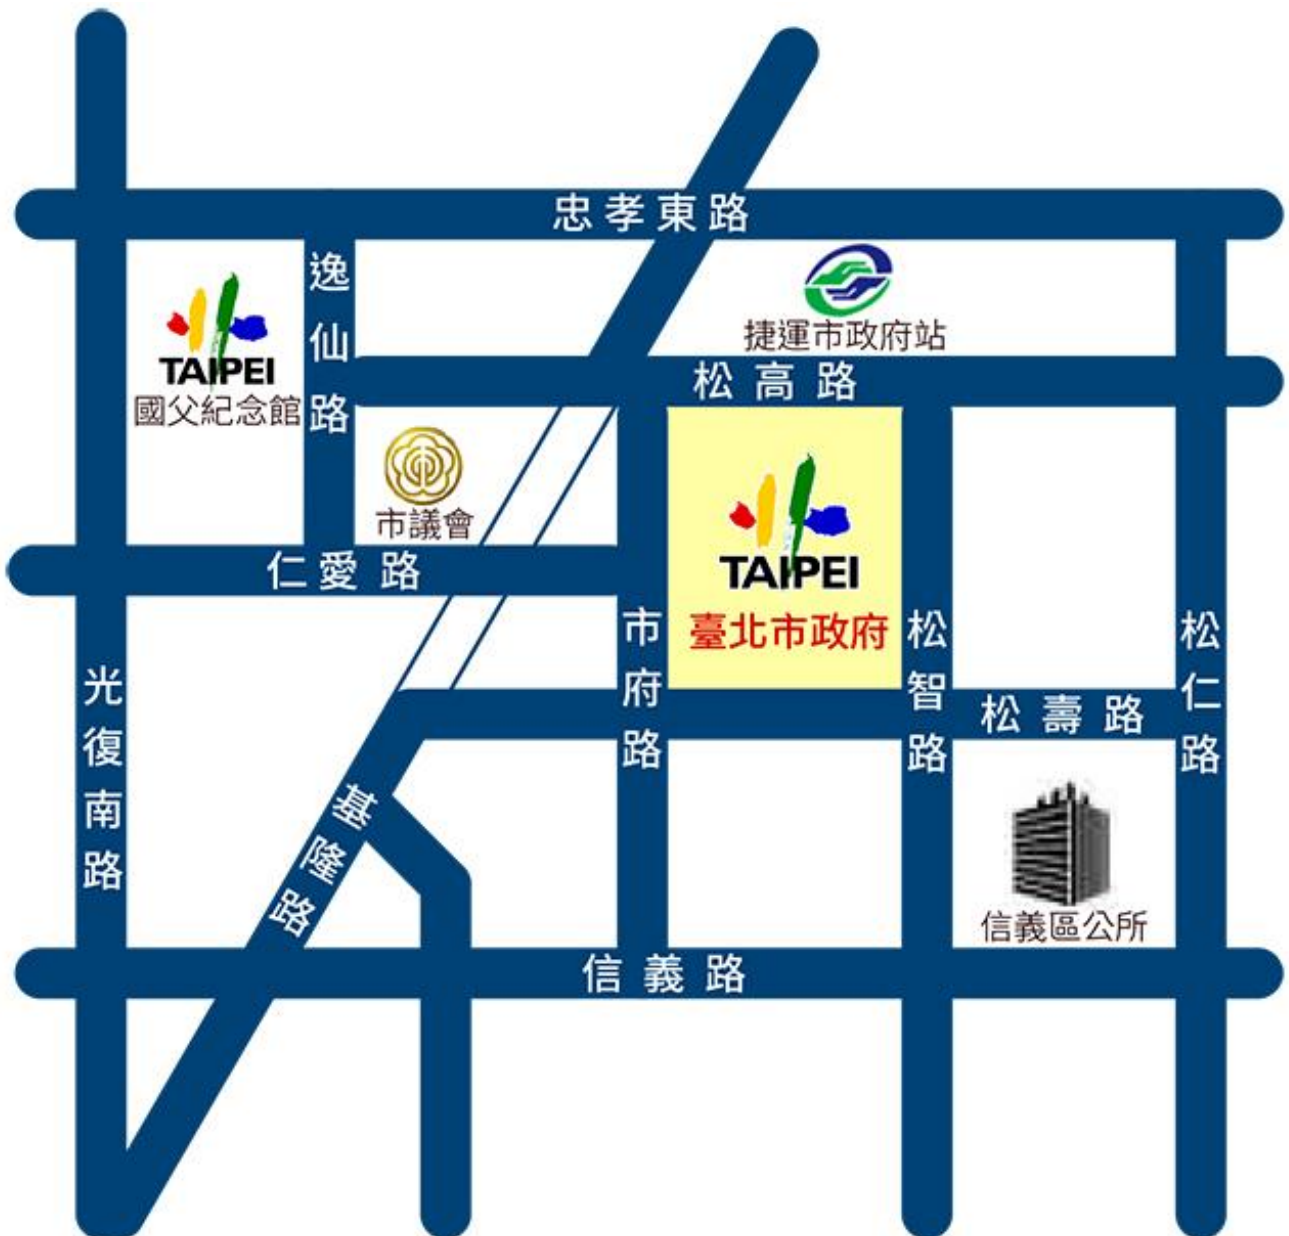 忠孝東路
逸仙路
捷運市政府站
TAIPEI
國父紀念館
松高路
市議會
TAIPEI
臺北市政府
仁愛路
市府路
松智路
松仁路
光復南路
松壽路
基隆路
信義區公所
信義路